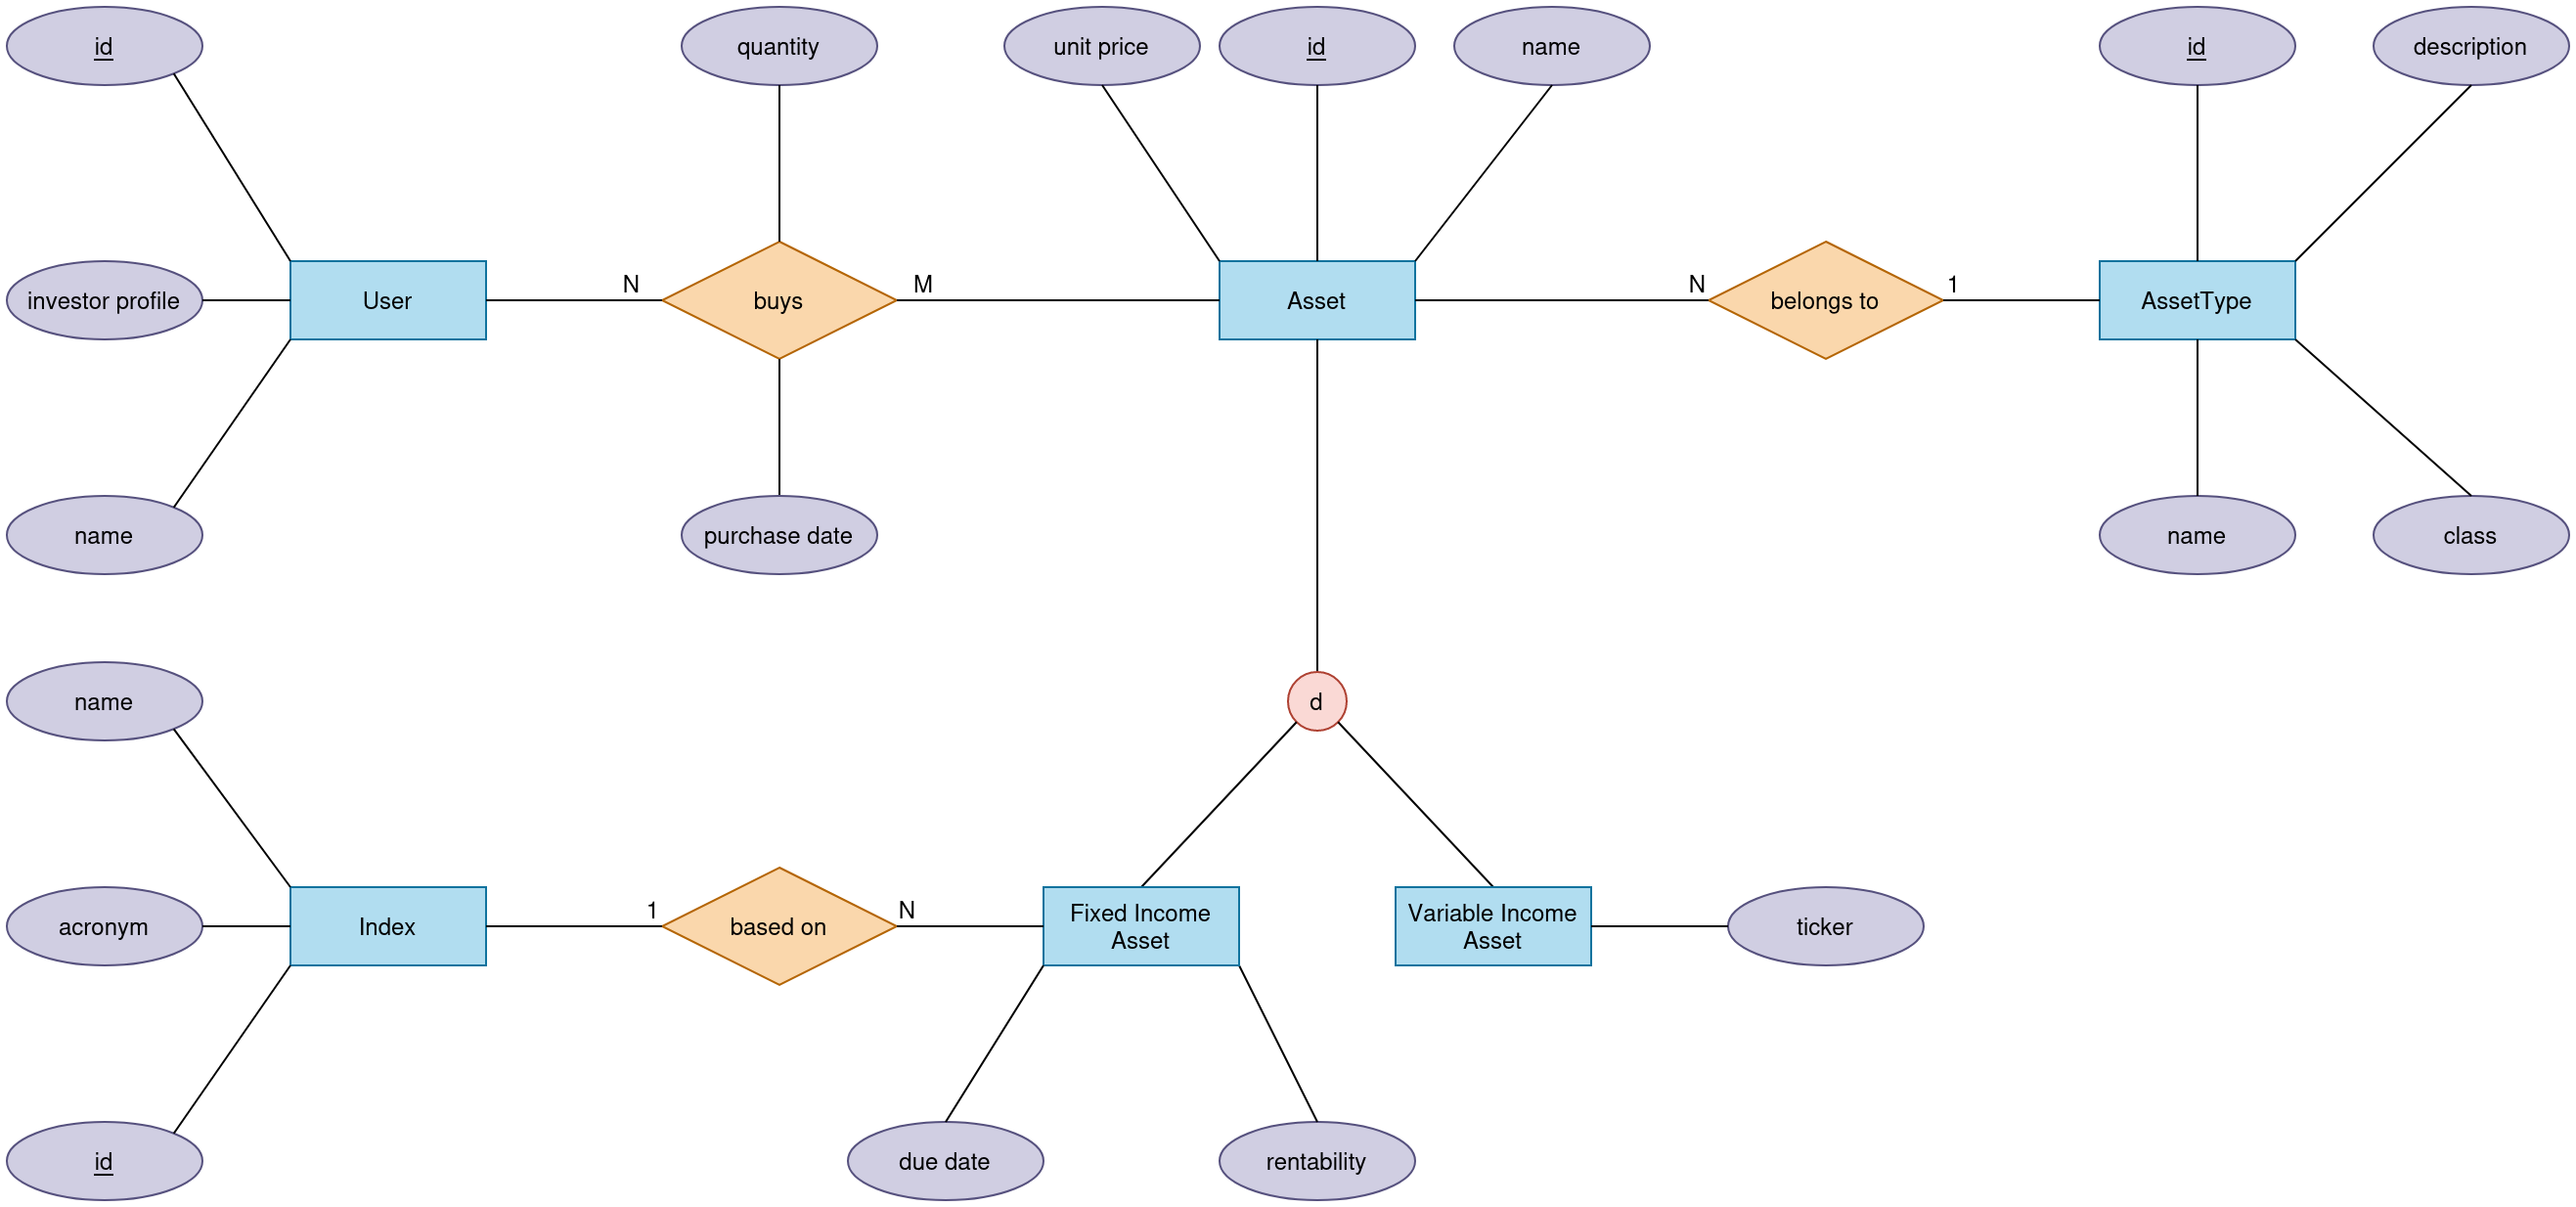 id
quantity
unit price
id
name
id
description
investor profile
User
N
buys
M
Asset
N
belongs to
1
AssetType
name
purchase date
name
class
name
d
acronym
Index
1
based on
N
Fixed Income
Asset
Variable Income
Asset
ticker
id
due date
rentability